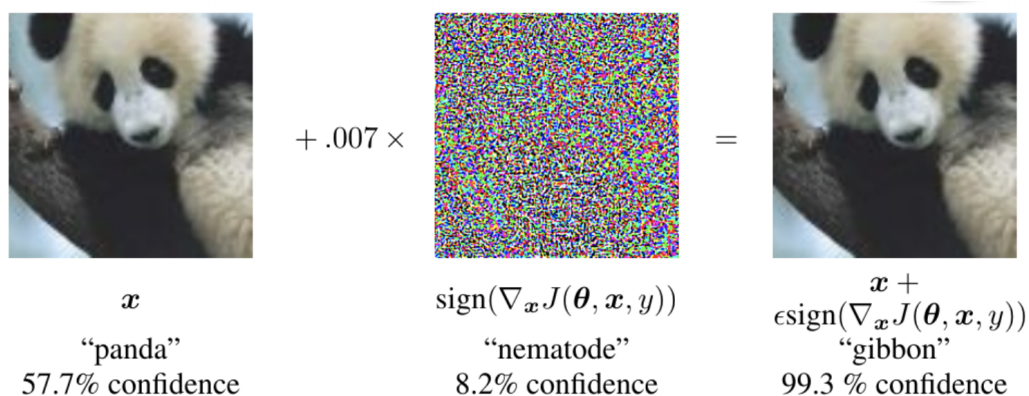 + .007 ×
=
x
sign(∇ₓJ(θ, x, y))
x +
ϵsign(∇ₓJ(θ, x, y))
“panda”
“nematode”
“gibbon”
57.7% confidence
8.2% confidence
99.3 % confidence